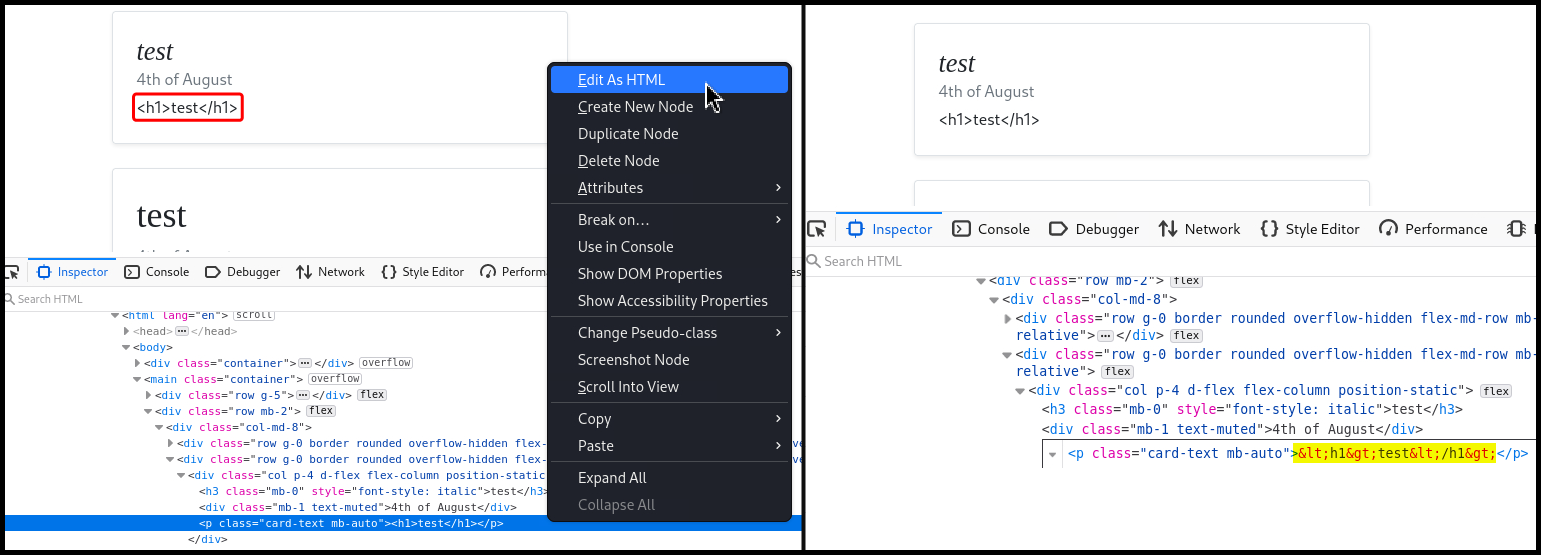 test
4th of August
<h1>test</h1>
test
Edit As HTML
Create New Node
Duplicate Node
Delete Node
Attributes
Break on…
Use in Console
Show DOM Properties
Show Accessibility Properties
Change Pseudo-class
Screenshot Node
Scroll Into View
Copy
Paste
Expand All
Collapse All
Inspector Console Debugger Network Style Editor Perform
Search HTML
<html lang="en"> scroll
<head> ••• </head>
<body>
<div class="container"> ••• </div> overflow
<main class="container"> overflow
<div class="row g-5"> ••• </div> flex
<div class="row mb-2"> flex
<div class="col-md-8">
<div class="row g-0 border rounded overflow-hidden flex-
<div class="row g-0 border rounded overflow-hidden flex-
<div class="col p-4 d-flex flex-column position-static
<h3 class="mb-0" style="font-style: italic">test</h3>
<div class="mb-1 text-muted">4th of August</div>
<p class="card-text mb-auto"><h1>test</h1></p>
</div>
test
4th of August
<h1>test</h1>
Inspector Console Debugger Network Style Editor Performance
Search HTML
<div class="row mb-2"> flex
<div class="col-md-8">
<div class="row g-0 border rounded overflow-hidden flex-md-row mb-
relative"> ••• </div> flex
<div class="row g-0 border rounded overflow-hidden flex-md-row mb-
relative"> flex
<div class="col p-4 d-flex flex-column position-static"> flex
<h3 class="mb-0" style="font-style: italic">test</h3>
<div class="mb-1 text-muted">4th of August</div>
<p class="card-text mb-auto">&lt;h1&gt;test&lt;/h1&gt;</p>